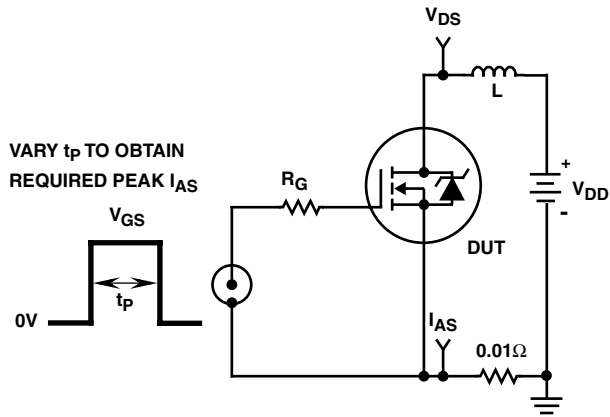 VDS
L
VARY tP TO OBTAIN
REQUIRED PEAK IAS
RG
+
VDD
-
VGS
DUT
tP
0V
IAS
0.01Ω